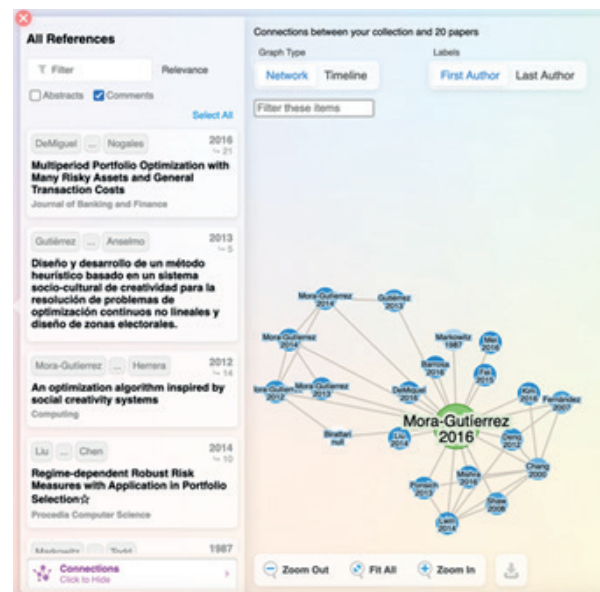 All References
Filter
Relevance
Abstracts
Comments
Select All
DeMiguel ... Nogales 2016
21
Multiperiod Portfolio Optimization with
Many Risky Assets and General
Transaction Costs
Journal of Banking and Finance
Gutiérrez ... Anselmo 2013
5
Diseño y desarrollo de un método
heurístico basado en un sistema
socio-cultural de creatividad para la
resolución de problemas de
optimización continuos no lineales y
diseño de zonas electorales.
Mora-Gutierrez ... Herrera 2012
14
An optimization algorithm inspired by
social creativity systems
Computing
Liu ... Chen 2014
10
Regime-dependent Robust Risk
Measures with Application in Portfolio
Selection☆
Procedia Computer Science
Markowitz ... Todd 1987
Connections
Click to Hide
Connections between your collection and 20 papers
Graph Type
Labels
Network Timeline
First Author Last Author
Filter these items
Mora-Gutierrez
2014
Gutiérrez
2013
Mora-Gutierrez
2014
Markowitz
1987
Mei
2016
Barrosa
2016
Fei
2015
Mora-Gutierrez
2013
2012
DeMiguel
2016
Kim
2016
Fernández
2007
Mora-Gutierrez
2016
Birattari
null
Liu
2014
Deng
2012
Chang
2000
Mishra
2016
Ponsich
2013
Shaw
2008
Lwin
2014
Zoom Out
Fit All
Zoom In